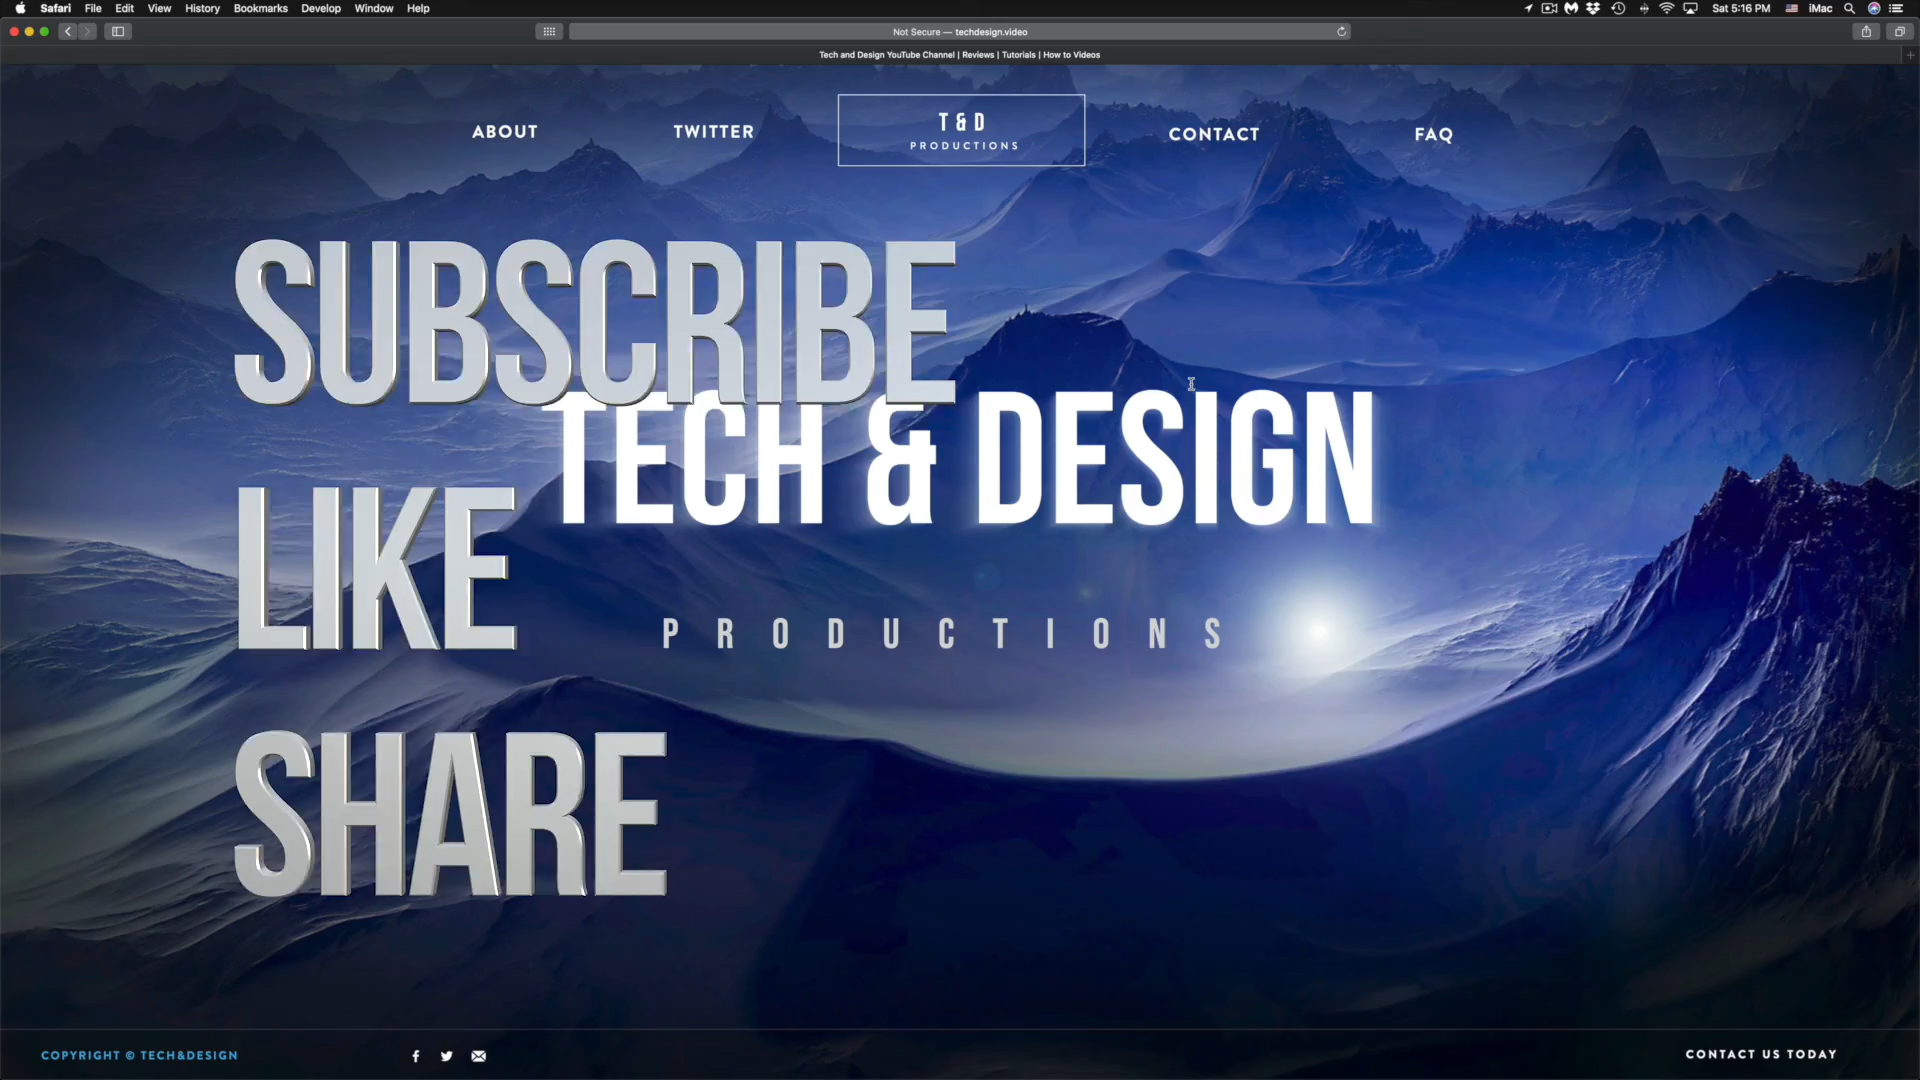 Safari File Edit View History Bookmarks Develop Window Help
Sat 5:16 PM iMac
Not Secure — techdesign.video
Tech and Design YouTube Channel | Reviews | Tutorials | How to Videos
ABOUT TWITTER T&D CONTACT FAQ
PRODUCTIONS
SUBSCRIBE
TECH & DESIGN
LIKE
PRODUCTIONS
SHARE
COPYRIGHT © TECH&DESIGN
CONTACT US TODAY